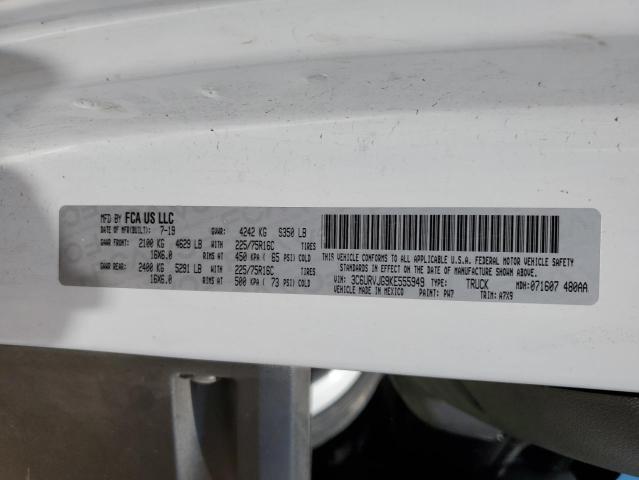 MFD BY FCA US LLC
DATE OF MFR(BUILT): 7-19 GVWR: 4242 KG 9350 LB
GAWR FRONT: 2100 KG 4629 LB WITH 225/75R16C TIRES
16X6.0 RIMS AT 450 KPA ( 65 PSI) COLD
GAWR REAR: 2400 KG 5291 LB WITH 225/75R16C TIRES
16X6.0 RIMS AT 500 KPA ( 73 PSI) COLD
THIS VEHICLE CONFORMS TO ALL APPLICABLE U.S.A. FEDERAL MOTOR VEHICLE SAFETY
STANDARDS IN EFFECT ON THE DATE OF MANUFACTURE SHOWN ABOVE.
VIN: 3C6URVJG9KE555949 TYPE: TRUCK MDH: 071607 480AA
VEHICLE MADE IN MEXICO PAINT: PW7 TRIM: A7X9